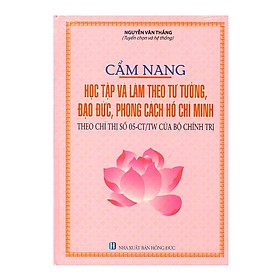 NGUYỄN VĂN THẮNG
(Tuyển chọn và hệ thống)
CẨM NANG
HỌC TẬP VÀ LÀM THEO TƯ TƯỞNG,
ĐẠO ĐỨC, PHONG CÁCH HỒ CHÍ MINH
THEO CHỈ THỊ SỐ 05-CT/TW CỦA BỘ CHÍNH TRỊ
NHÀ XUẤT BẢN HỒNG ĐỨC